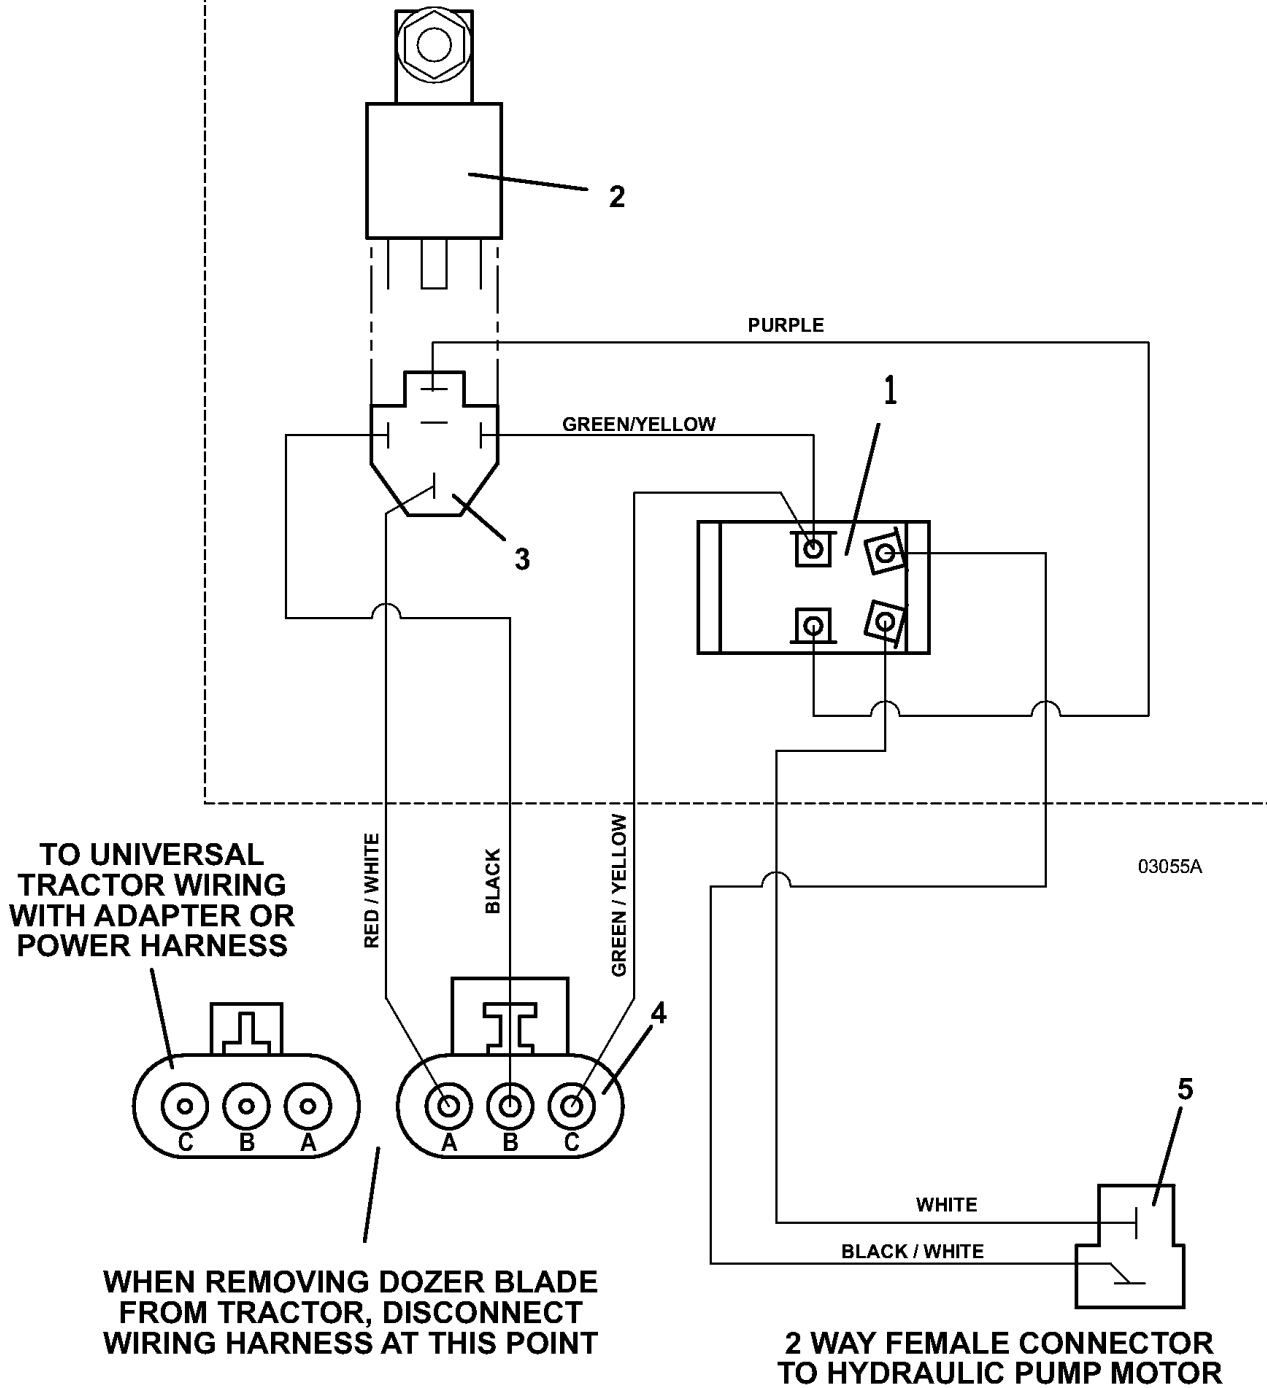 2
PURPLE
1
GREEN/YELLOW
3
TO UNIVERSAL
TRACTOR WIRING
WITH ADAPTER OR
POWER HARNESS
RED / WHITE
BLACK
GREEN / YELLOW
03055A
4
5
C B A
A B C
WHITE
BLACK / WHITE
WHEN REMOVING DOZER BLADE
FROM TRACTOR, DISCONNECT
WIRING HARNESS AT THIS POINT
2 WAY FEMALE CONNECTOR
TO HYDRAULIC PUMP MOTOR